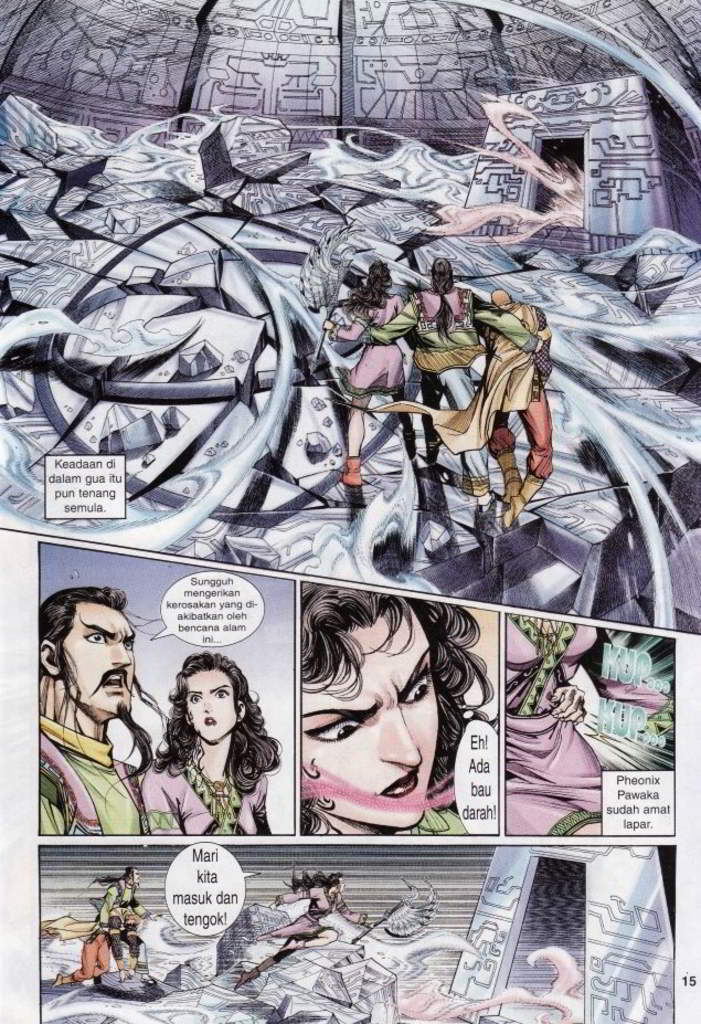 Keadaan di
dalam gua itu
pun tenang
semula.
Sungguh
mengerikan
kerosakan yang di-
akibatkan oleh
bencana alam
ini...
Eh!
Ada
bau
darah!
KUP...
KUP...
Pheonix
Pawaka
sudah amat
lapar.
Mari
kita
masuk dan
tengok!
15